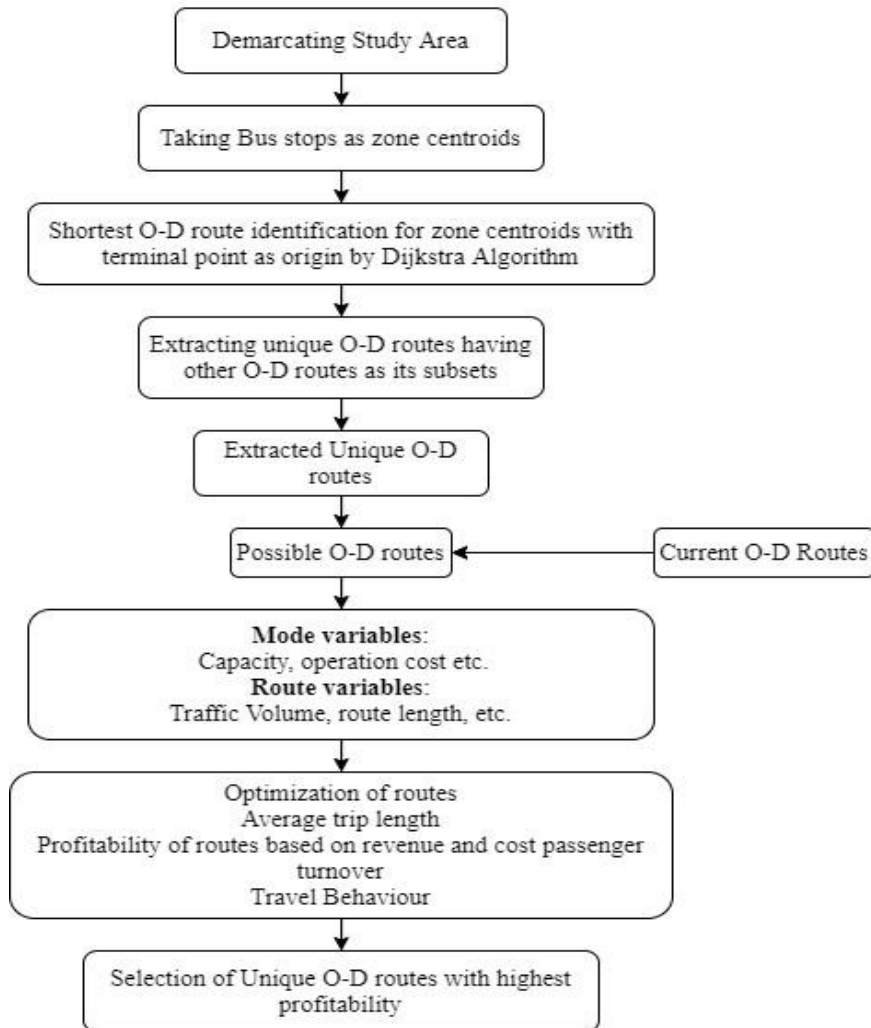 Demarcating Study Area
Taking Bus stops as zone centroids
Shortest O-D route identification for zone centroids with
terminal point as origin by Dijkstra Algorithm
Extracting unique O-D routes having
other O-D routes as its subsets
Extracted Unique O-D
routes
Possible O-D routes
Current O-D Routes
Mode variables:
Capacity, operation cost etc.
Route variables:
Traffic Volume, route length, etc.
Optimization of routes
Average trip length
Profitability of routes based on revenue and cost passenger
turnover
Travel Behaviour
Selection of Unique O-D routes with highest
profitability